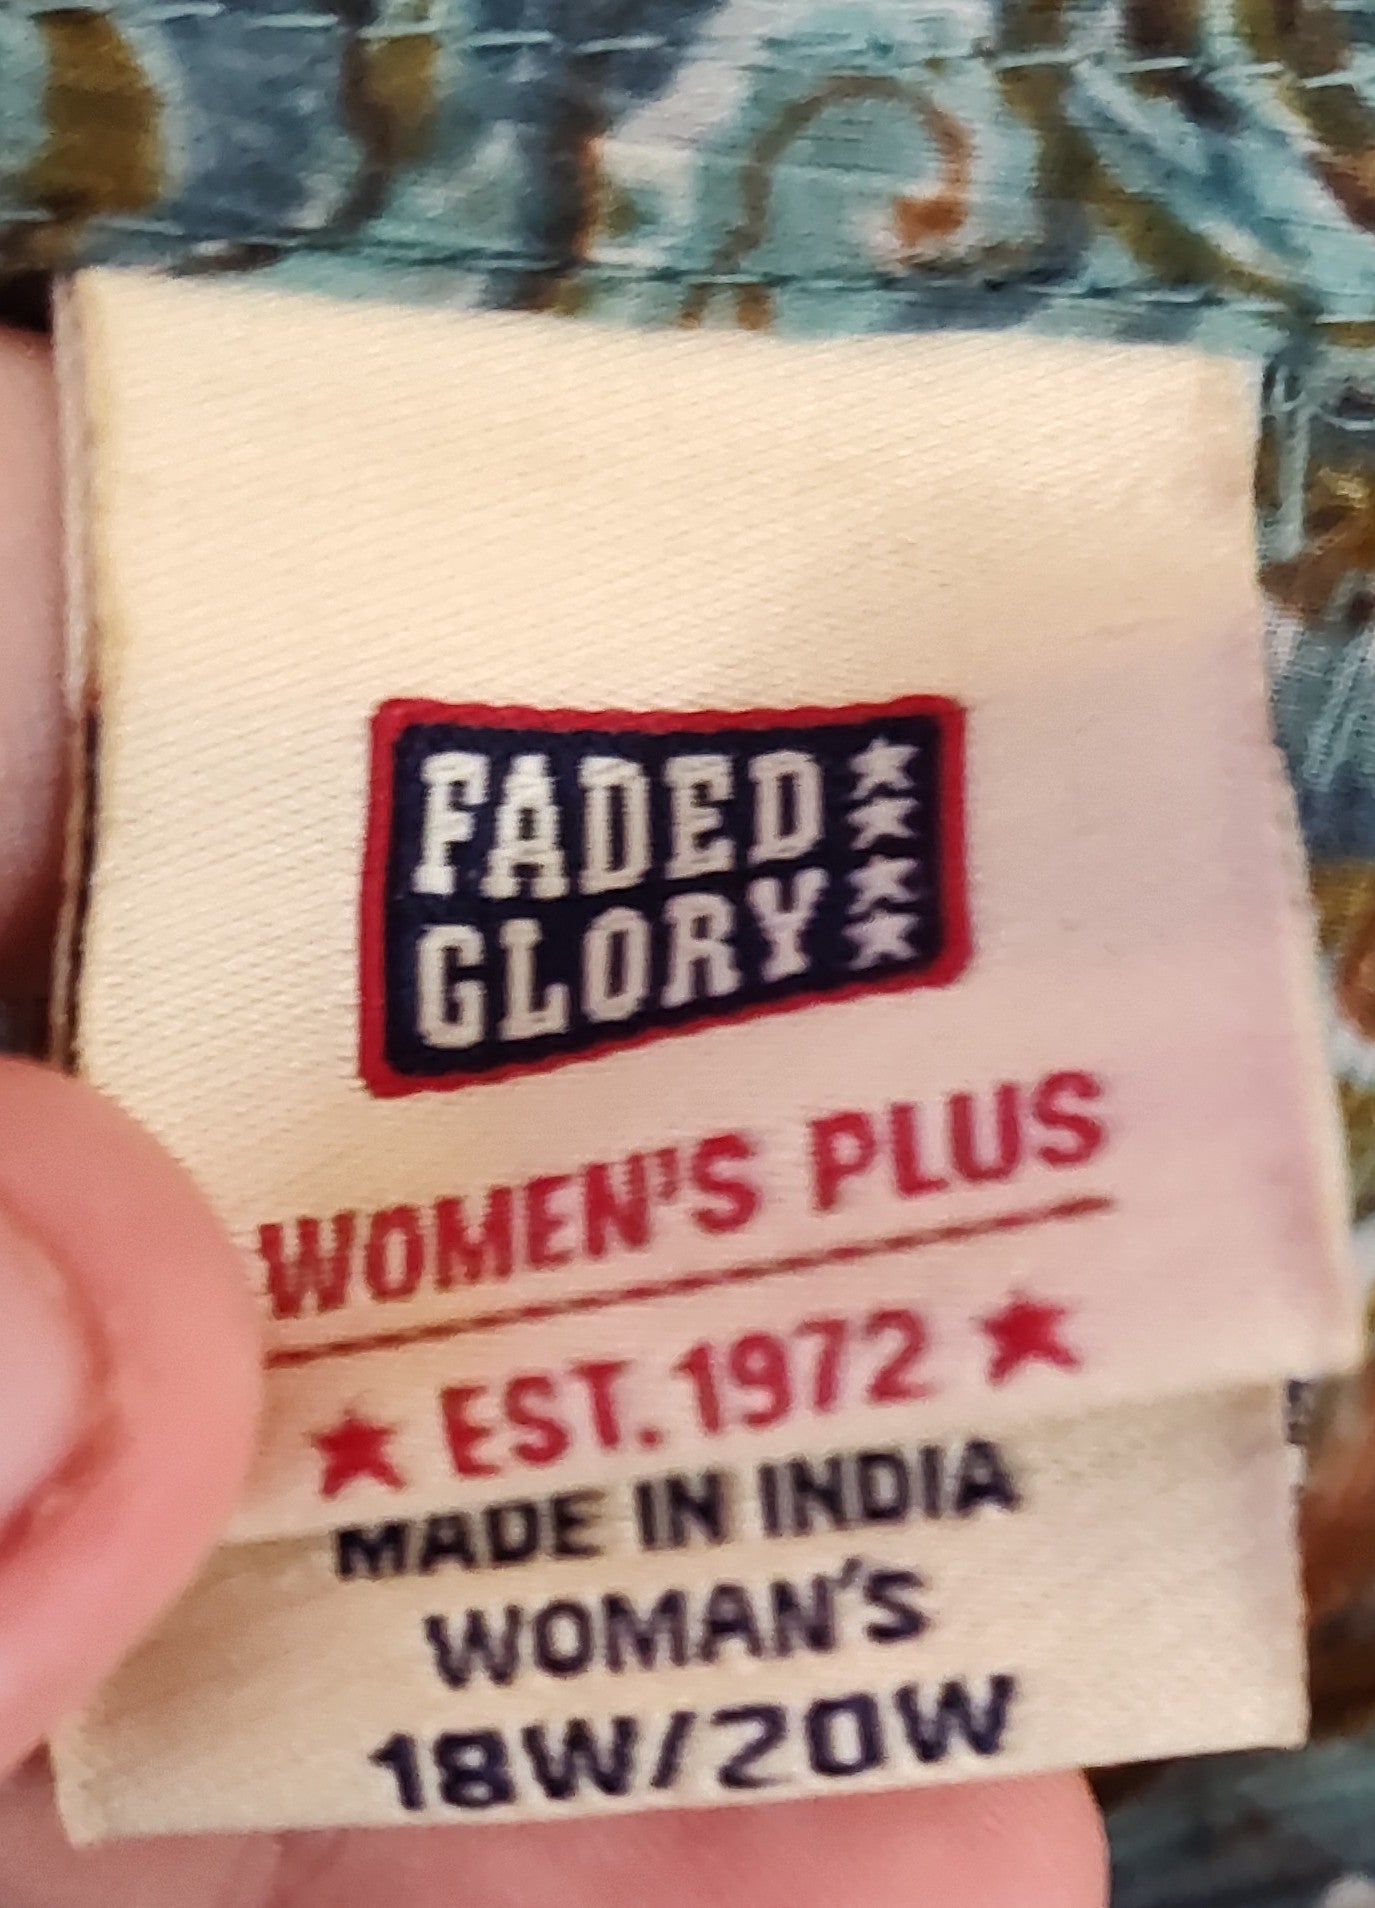 FADED
GLORY
WOMEN'S PLUS
EST. 1972
MADE IN INDIA
WOMAN'S
18W/20W